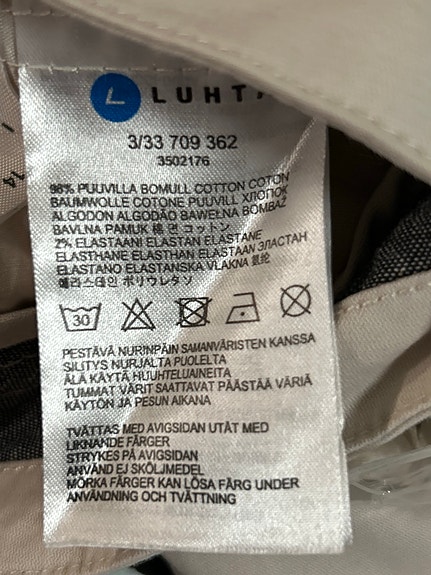 L LUHTA
3/33 709 362
3502176
98% PUUVILLA BOMULL COTTON COTON
BAUMWOLLE COTONE PUUVILL ХЛОПОК
ALGODON ALGODÃO BAWEŁNA BOMBAŽ
BAVLNA PAMUK 棉 면 コットン
2% ELASTAANI ELASTAN ELASTANE
ELASTHANE ELASTHAN ELASTAAN ЭЛАСТАН
ELASTANO ELASTANSKA VLAKNA 氨纶
엘라스테인 ポリウレタン
30
PESTÄVÄ NURINPÄIN SAMANVÄRISTEN KANSSA
SILITYS NURJALTA PUOLELTA
ÄLÄ KÄYTÄ HUUHTELUAINEITA
TUMMAT VÄRIT SAATTAVAT PÄÄSTÄÄ VÄRIÄ
KÄYTÖN JA PESUN AIKANA
TVÄTTAS MED AVIGSIDAN UTÅT MED
LIKNANDE FÄRGER
STRYKES PÅ AVIGSIDAN
ANVÄND EJ SKÖLJMEDEL
MÖRKA FÄRGER KAN LÖSA FÄRG UNDER
ANVÄNDNING OCH TVÄTTNING
14